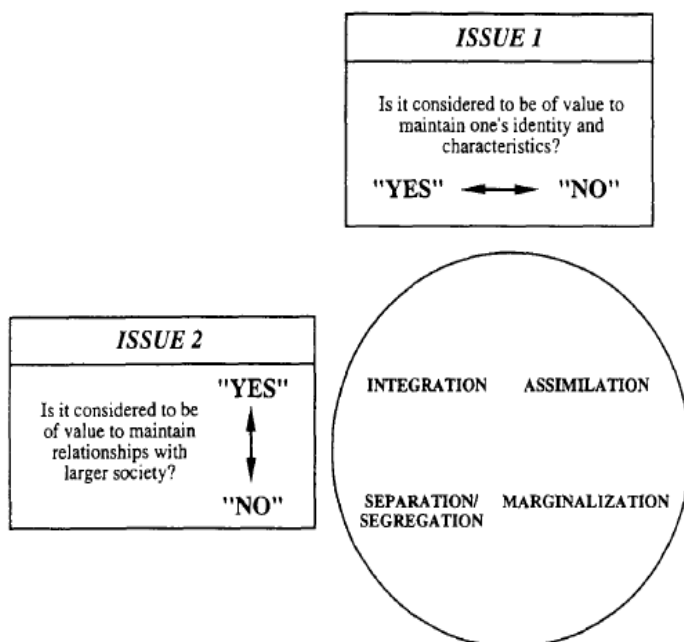 ISSUE 1
Is it considered to be of value to
maintain one's identity and
characteristics?
"YES" "NO"
ISSUE 2
"YES"
Is it considered to be
of value to maintain
relationships with
larger society?
"NO"
INTEGRATION ASSIMILATION
SEPARATION/
SEGREGATION MARGINALIZATION